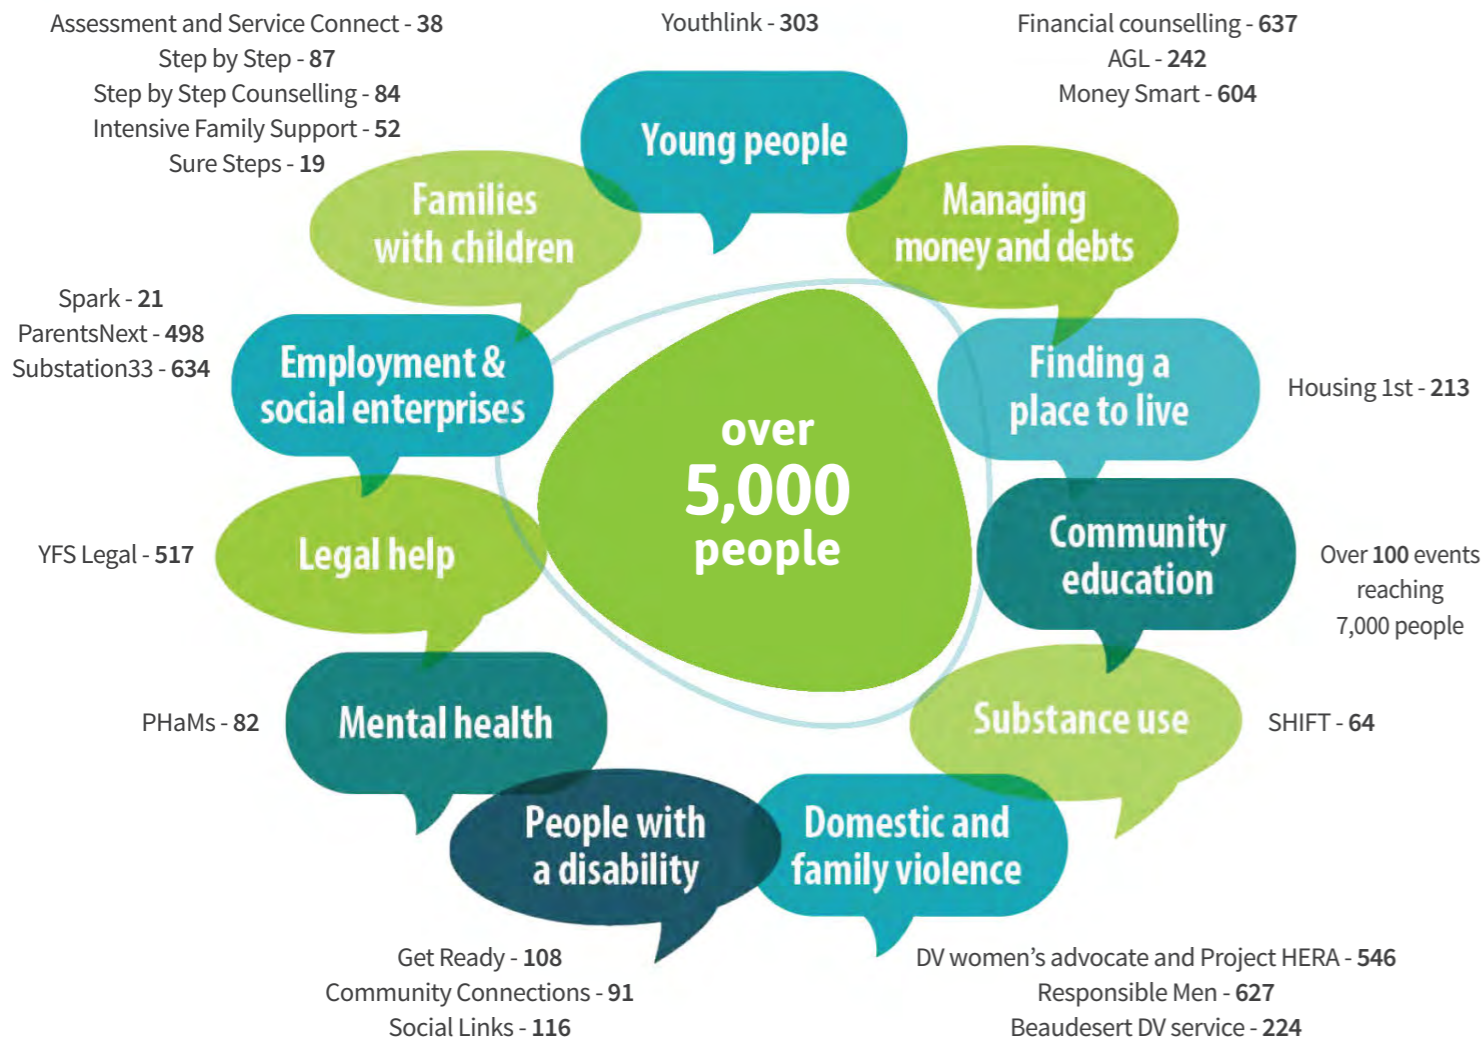 Assessment and Service Connect - 38
Step by Step - 87
Step by Step Counselling - 84
Intensive Family Support - 52
Sure Steps - 19
Families
with children
Youthlink - 303
Young people
Financial counselling - 637
AGL - 242
Money Smart - 604
Managing
money and debts
Spark - 21
ParentsNext - 498
Substation33 - 634
Employment &
social enterprises
over
5,000
people
Finding a
place to live
Housing 1st - 213
YFS Legal - 517
Legal help
Community
education
Over 100 events
reaching
7,000 people
PHaMs - 82
Mental health
Substance use
SHIFT - 64
People with
a disability
Get Ready - 108
Community Connections - 91
Social Links - 116
Domestic and
family violence
DV women’s advocate and Project HERA - 546
Responsible Men - 627
Beaudesert DV service - 224